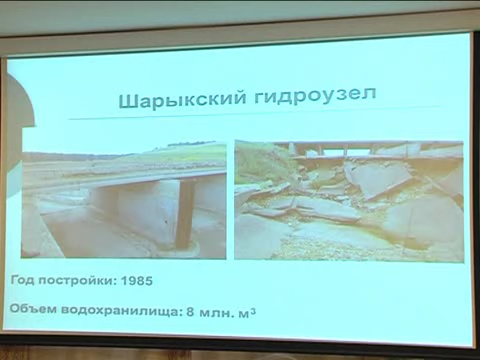 Шарыкский гидроузел
Год постройки: 1985
Объем водохранилища: 8 млн. м³